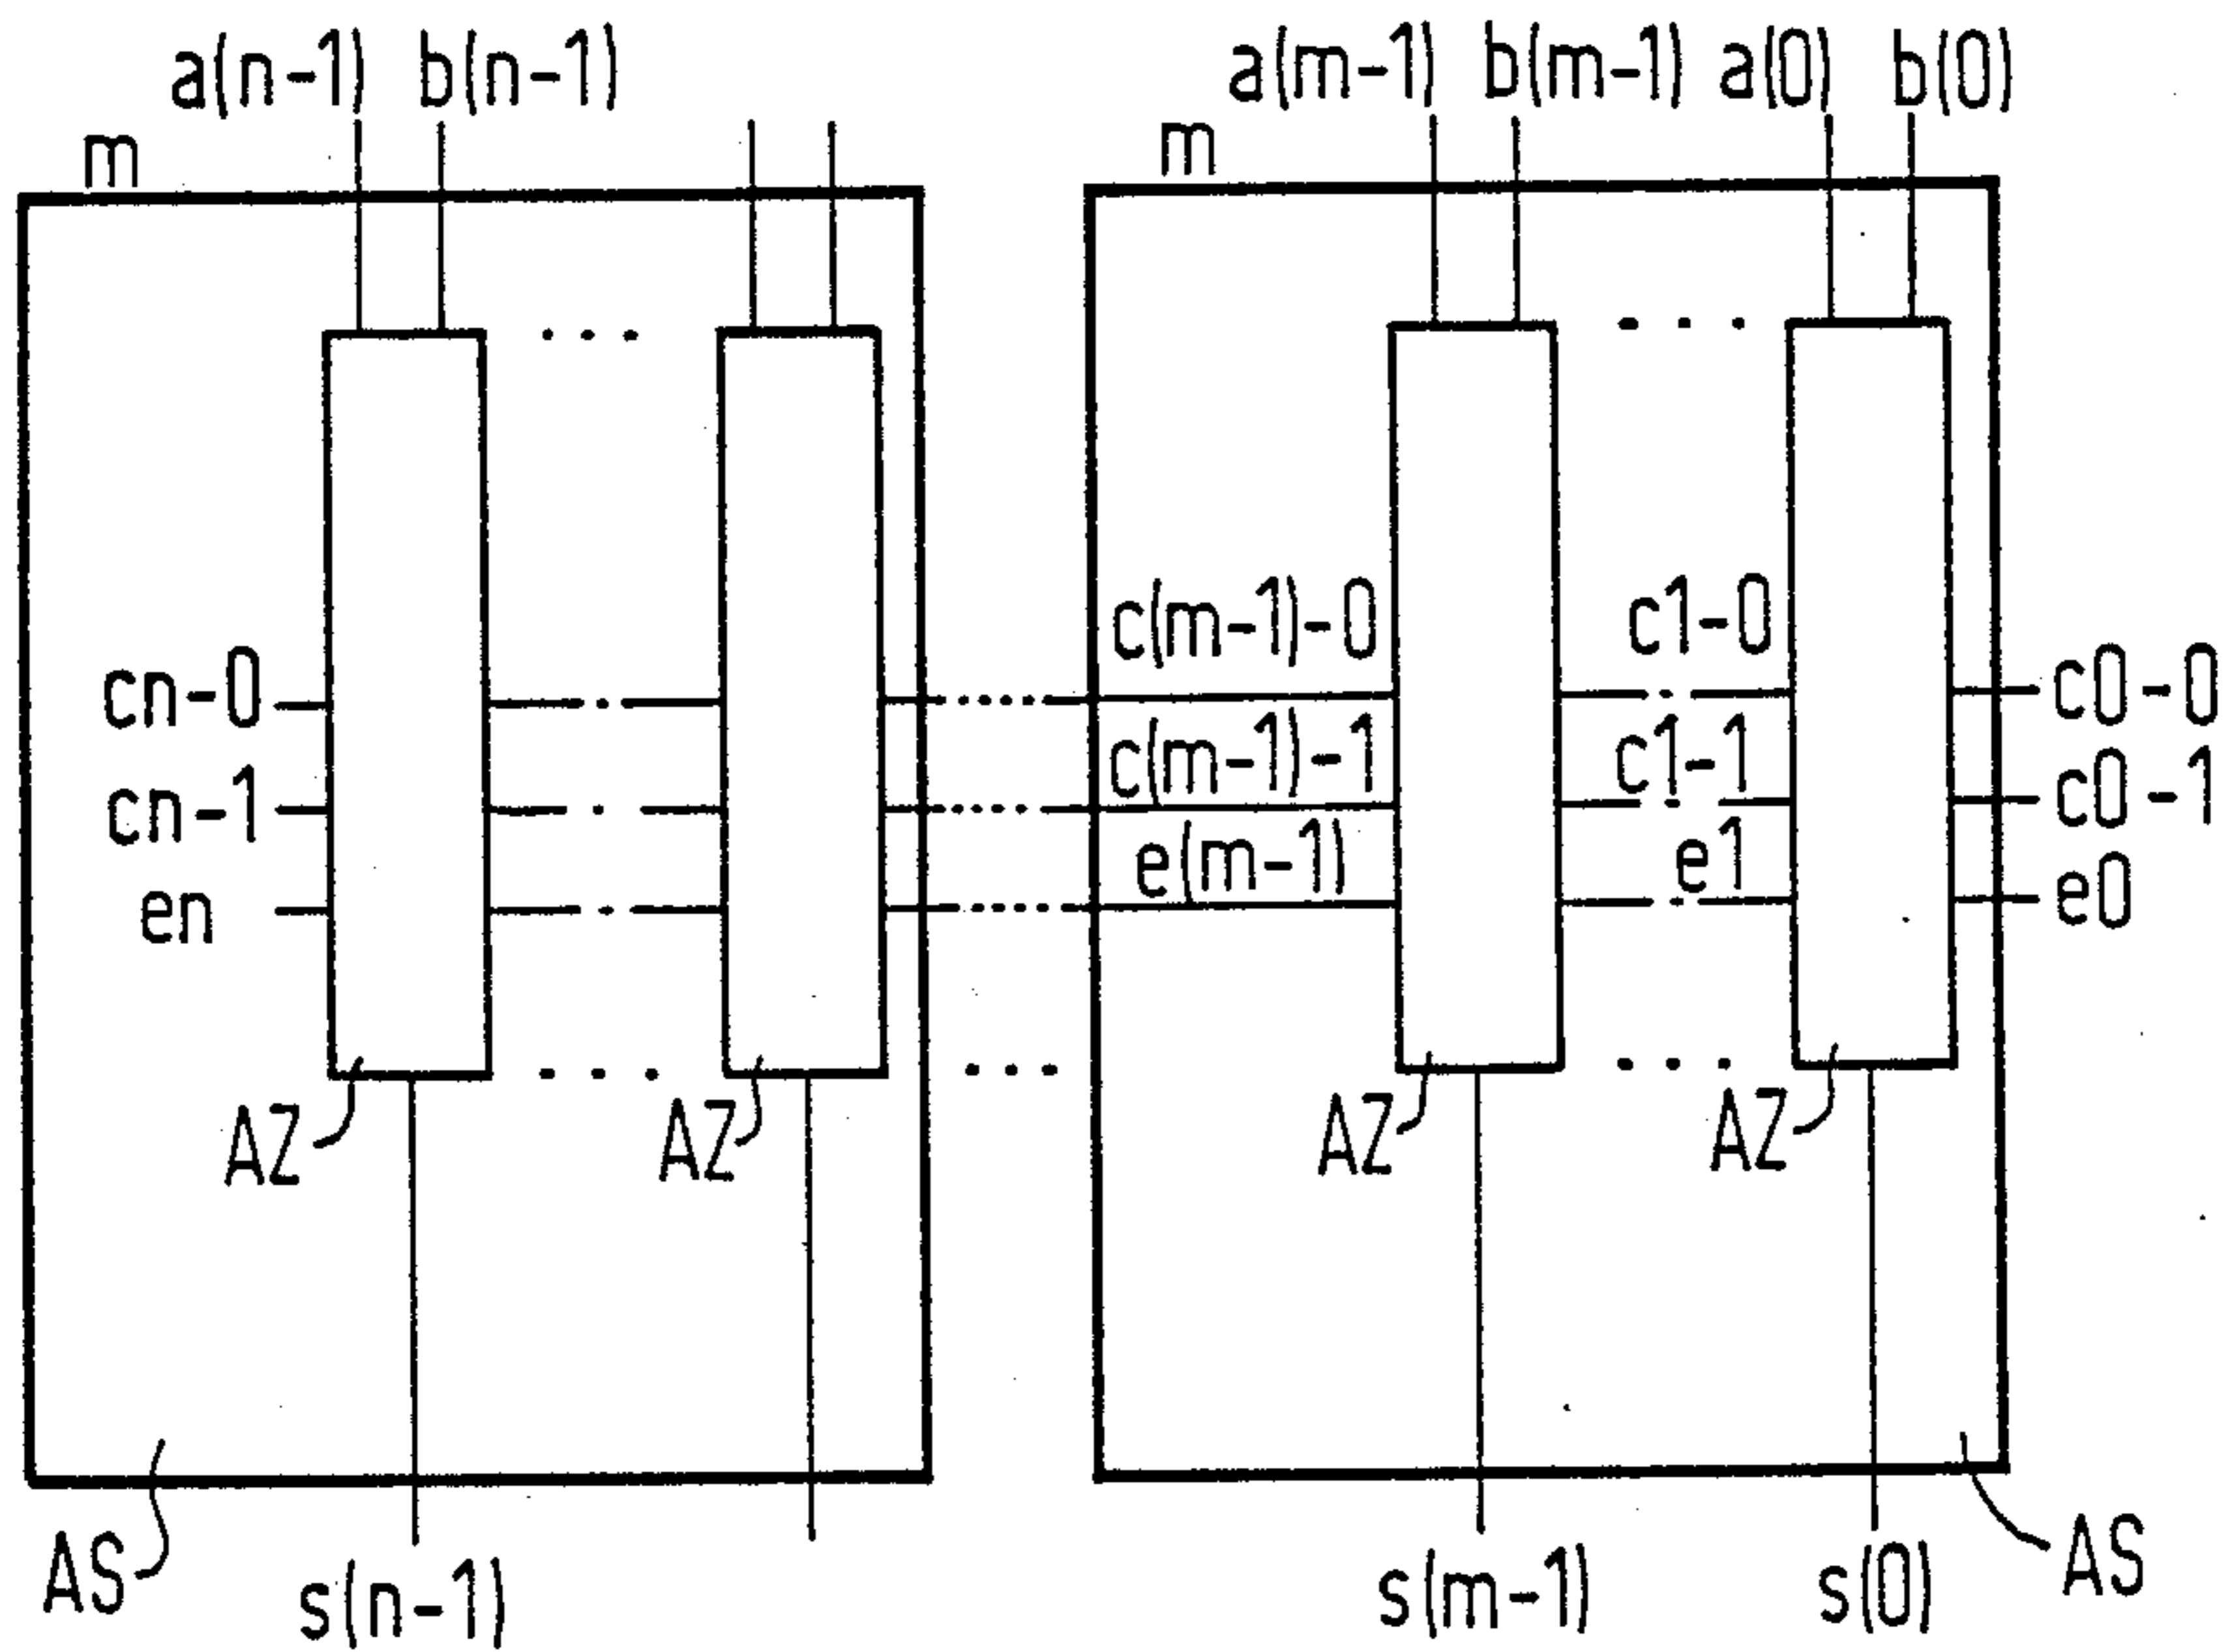 a(n-1) b(n-1) a(m-1) b(m-1) a(0) b(0)
m m
c(m-1)-0 c1-0
cn-0 c0-0
c(m-1)-1 c1-1
cn-1 c0-1
e(m-1) e1
en e0
AZ AZ AZ AZ
AS s(n-1) s(m-1) s(0) AS